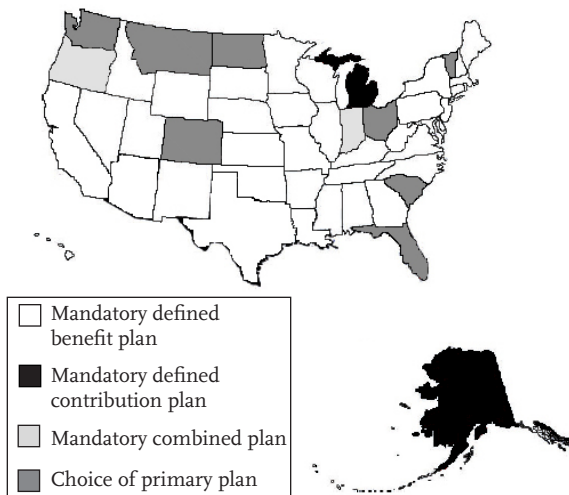 Mandatory defined
benefit plan
Mandatory defined
contribution plan
Mandatory combined plan
Choice of primary plan